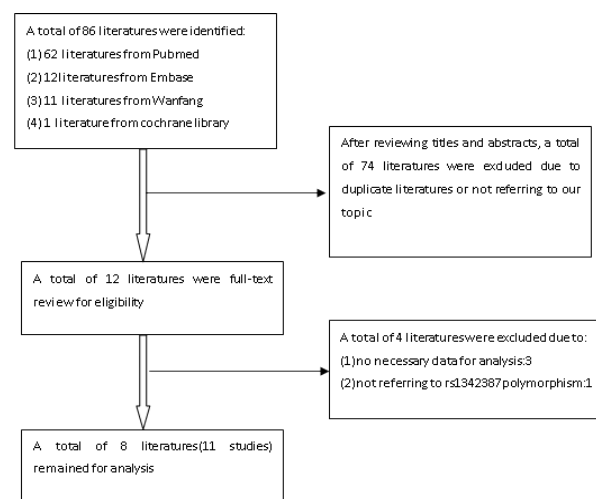 A total of 86 literatures were identified:
(1) 62 literatures from Pubmed
(2) 12 literatures from Embase
(3) 11 literatures from Wanfang
(4) 1 literature from cochrane library
After reviewing titles and abstracts, a total
of 74 literatures were exluded due to
duplicate literatures or not referring to our
topic
A total of 12 literatures were full-text
review for eligibility
A total of 4 literatures were excluded due to:
(1) no necessary data for analysis:3
(2) not referring to rs1342387 polymorphism:1
A total of 8 literatures(11 studies)
remained for analysis